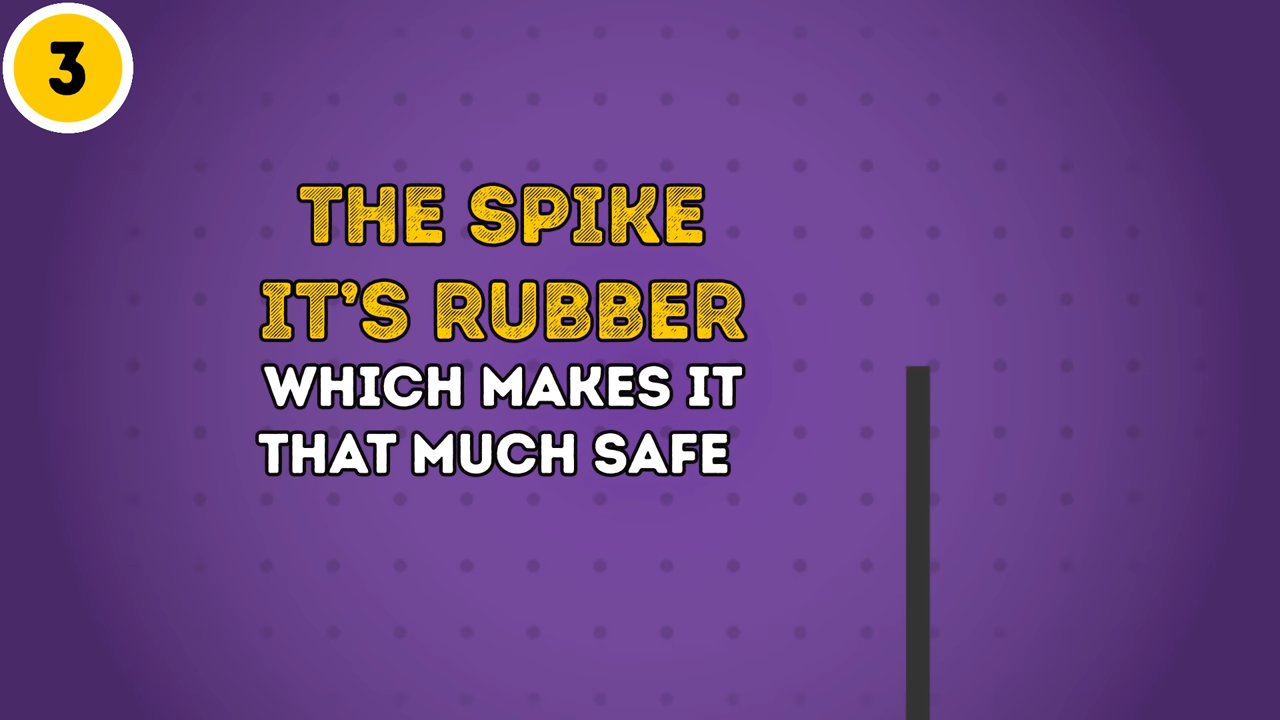 3
THE SPIKE
IT'S RUBBER
WHICH MAKES IT
THAT MUCH SAFE